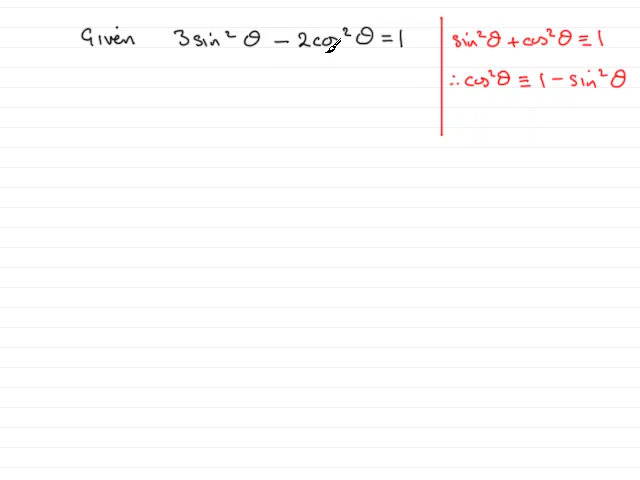 Given 3sin²θ − 2cos²θ = 1
sin²θ + cos²θ ≡ 1
∴ cos²θ ≡ 1 − sin²θ